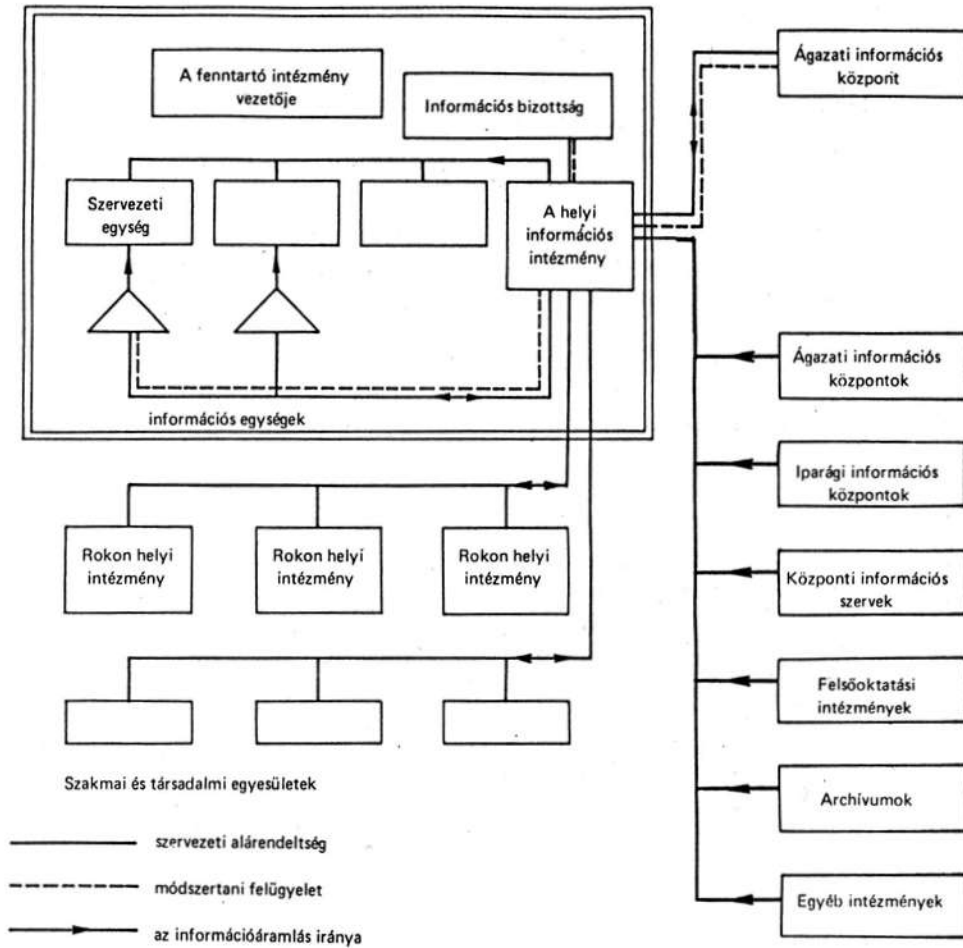 A fenntartó intézmény
vezetője
Információs bizottság
Ágazati információs
központ
Szervezeti
egység
A helyi
információs
intézmény
információs egységek
Ágazati információs
központok
Iparági információs
központok
Központi információs
szervek
Felsőoktatási
intézmények
Archívumok
Egyéb intézmények
Rokon helyi
intézmény
Rokon helyi
intézmény
Rokon helyi
intézmény
Szakmai és társadalmi egyesületek
szervezeti alárendeltség
módszertani felügyelet
az információáramlás iránya